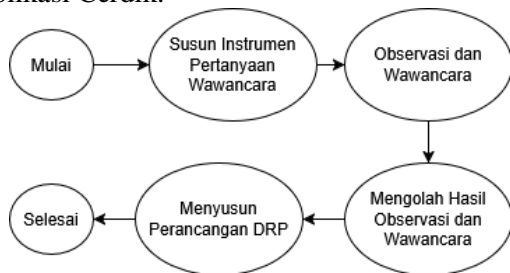 Mulai
Susun Instrumen
Pertanyaan
Wawancara
Observasi dan
Wawancara
Mengolah Hasil
Observasi dan
Wawancara
Menyusun
Perancangan DRP
Selesai